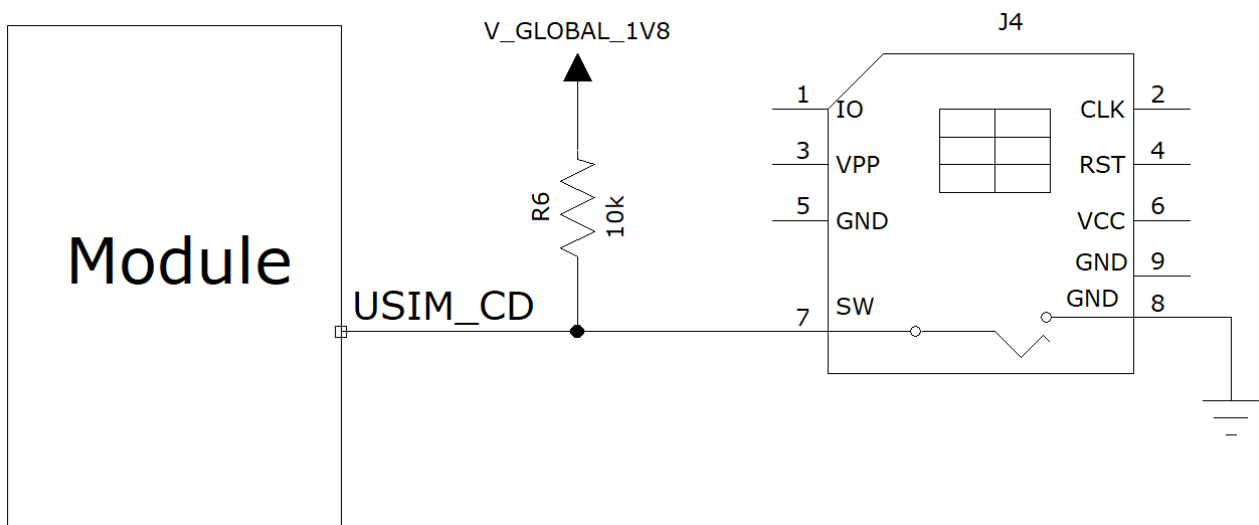 V_GLOBAL_1V8
J4
1
IO
CLK
2
3
VPP
RST
4
R6
10k
5
GND
VCC
6
Module
GND
9
USIM_CD
7
SW
GND
8